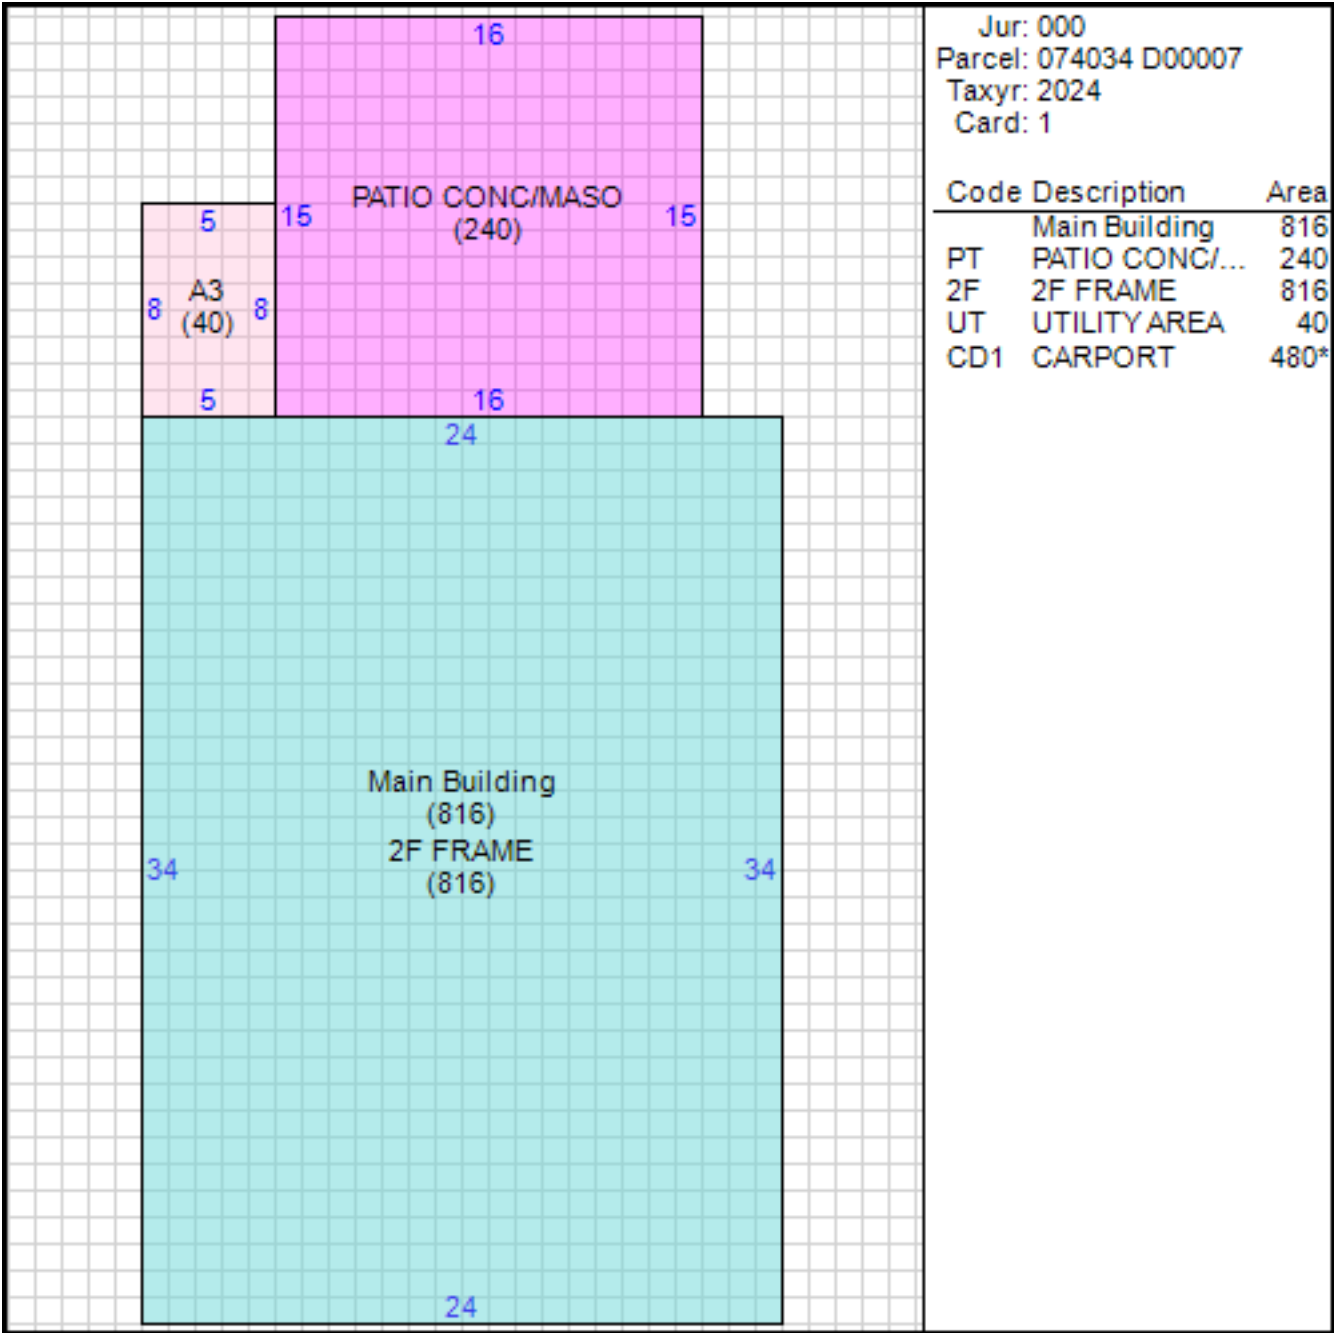 16
PATIO CONC/MASO
(240)
15
15
16
5
A3
(40)
8
8
5
24
Main Building
(816)
2F FRAME
(816)
34
34
24
Jur: 000
Parcel: 074034 D00007
Taxyr: 2024
Card: 1
Code Description Area
Main Building 816
PT PATIO CONC/... 240
2F 2F FRAME 816
UT UTILITY AREA 40
CD1 CARPORT 480*